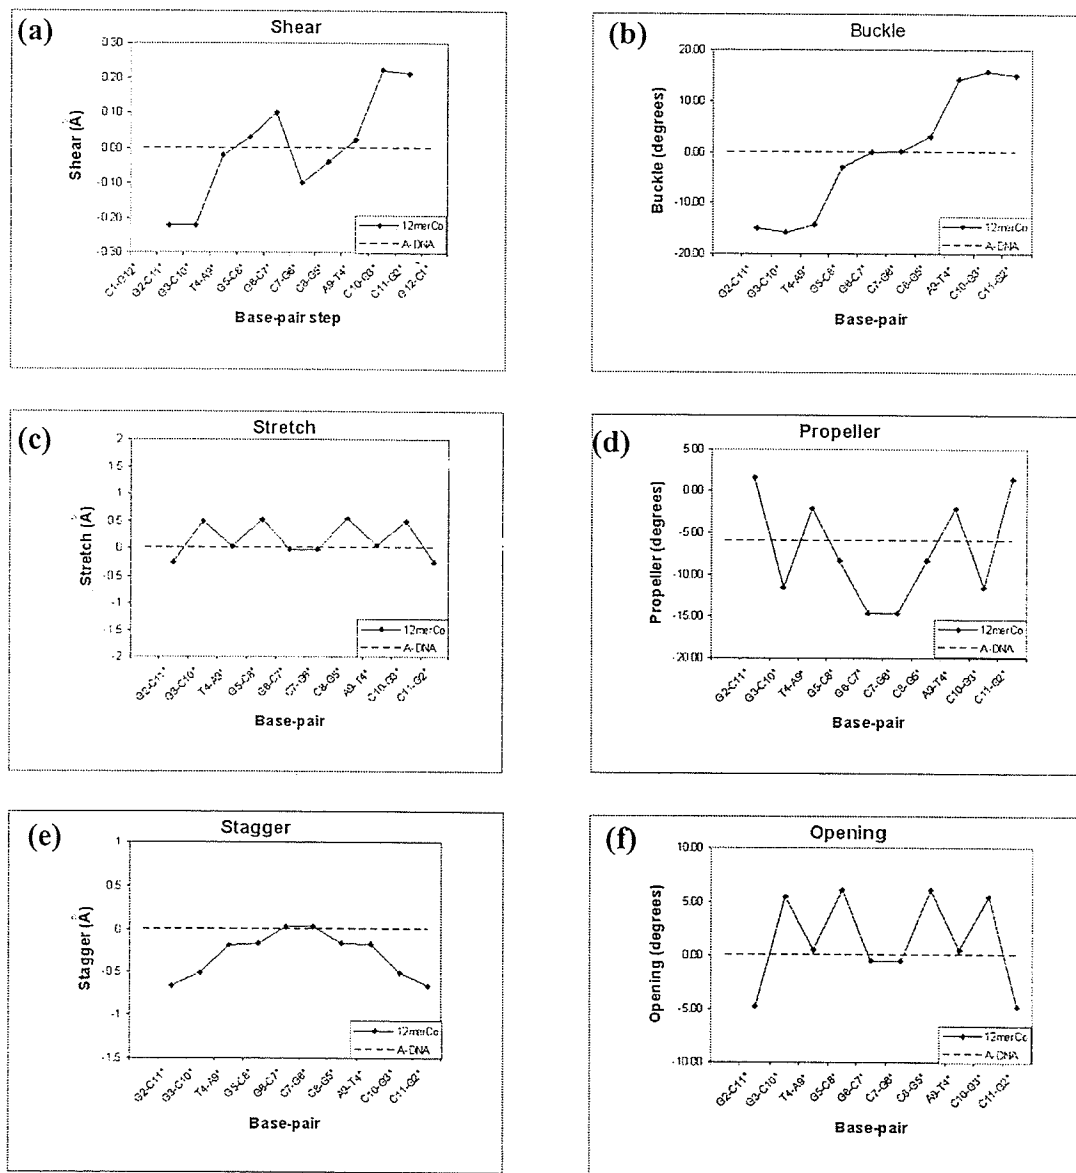 (a)
Shear
0.30
0.20
0.10
0.00
-0.10
-0.20
-0.30
Shear (Å)
12merCo
A-DNA
C1-G12*
G2-C11*
G3-C10*
T4-A9*
G5-C8*
G6-C7*
C7-G6*
C8-G5*
A9-T4*
C10-G3*
C11-G2*
G12-C1*
Base-pair step
(b)
Buckle
20.00
10.00
0.00
-10.00
-20.00
Buckle (degrees)
12merCo
A-DNA
G2-C11*
G3-C10*
T4-A9*
G5-C8*
G6-C7*
C7-G6*
C8-G5*
A9-T4*
C10-G3*
C11-G2*
Base-pair
(c)
Stretch
2
1.5
1
0.5
0
-0.5
-1
-1.5
-2
Stretch (Å)
12merCo
A-DNA
G2-C11*
G3-C10*
T4-A9*
G5-C8*
G6-C7*
C7-G6*
C8-G5*
A9-T4*
C10-G3*
C11-G2*
Base-pair
(d)
Propeller
5.00
0.00
-5.00
-10.00
-15.00
-20.00
Propeller (degrees)
12merCo
A-DNA
G2-C11*
G3-C10*
T4-A9*
G5-C8*
G6-C7*
C7-G6*
C8-G5*
A9-T4*
C10-G3*
C11-G2*
Base-pair
(e)
Stagger
1
0.5
0
-0.5
-1
-1.5
Stagger (Å)
12merCo
A-DNA
G2-C11*
G3-C10*
T4-A9*
G5-C8*
G6-C7*
C7-G6*
C8-G5*
A9-T4*
C10-G3*
C11-G2*
Base-pair
(f)
Opening
10.00
5.00
0.00
-5.00
-10.00
Opening (degrees)
12merCo
A-DNA
G2-C11*
G3-C10*
T4-A9*
G5-C8*
G6-C7*
C7-G6*
C8-G5*
A9-T4*
C10-G3*
C11-G2*
Base-pair